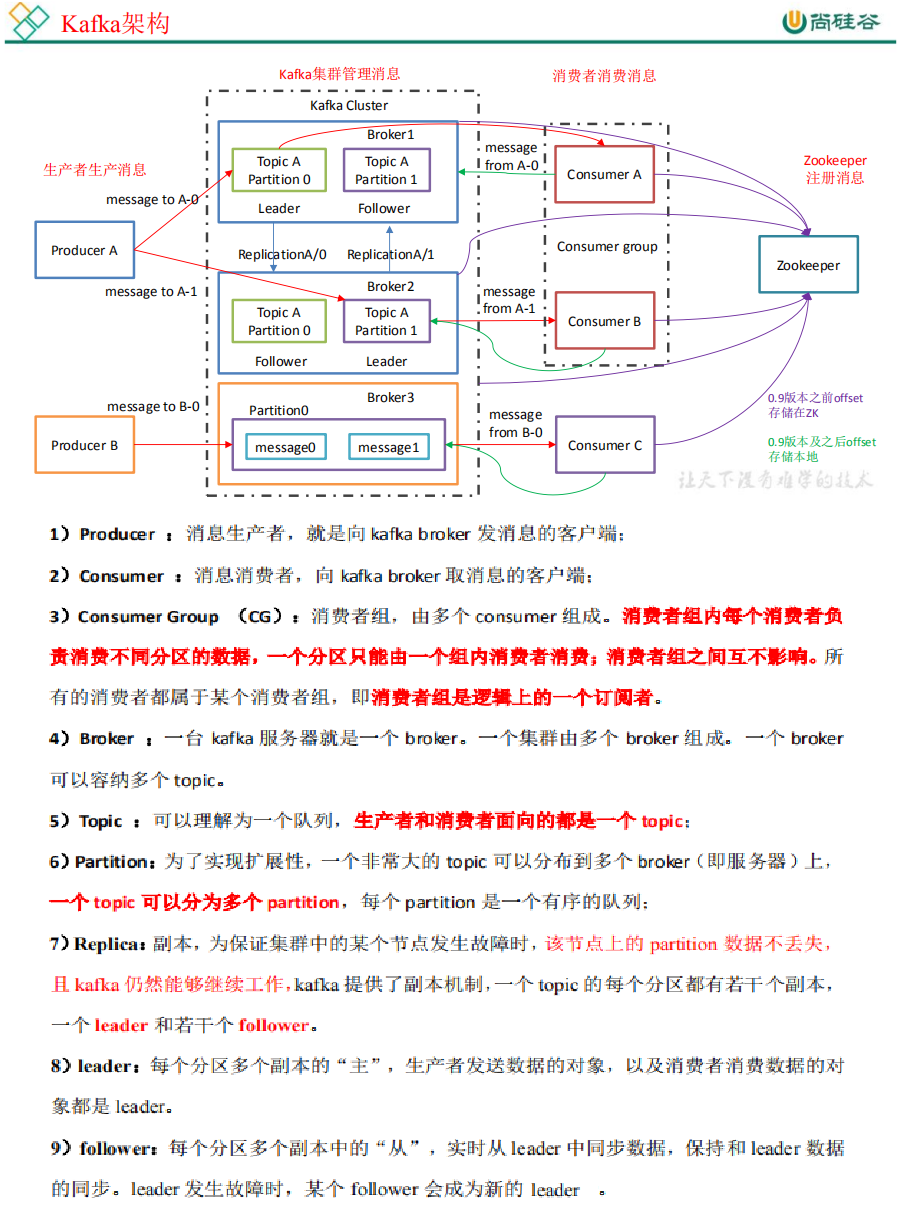 Kafka架构
尚硅谷
Kafka集群管理消息
消费者消费消息
Kafka Cluster
Broker1
生产者生产消息
Topic A
Partition 0
Topic A
Partition 1
message
from A-0
Consumer A
Zookeeper
注册消息
message to A-0
Leader
Follower
Producer A
ReplicationA/0
ReplicationA/1
Consumer group
Zookeeper
message to A-1
Broker2
message
from A-1
Topic A
Partition 0
Topic A
Partition 1
Consumer B
Follower
Leader
message to B-0
Broker3
Partition0
message
from B-0
0.9版本之前offset
存储在ZK
Producer B
message0
message1
Consumer C
0.9版本及之后offset
存储本地
让天下没有难学的技术
1）Producer ：消息生产者，就是向 kafka broker 发消息的客户端；
2）Consumer ：消息消费者，向 kafka broker 取消息的客户端；
3）Consumer Group （CG）：消费者组，由多个 consumer 组成。消费者组内每个消费者负
责消费不同分区的数据，一个分区只能由一个组内消费者消费；消费者组之间互不影响。所
有的消费者都属于某个消费者组，即消费者组是逻辑上的一个订阅者。
4）Broker ：一台 kafka 服务器就是一个 broker。一个集群由多个 broker 组成。一个 broker
可以容纳多个 topic。
5）Topic ：可以理解为一个队列，生产者和消费者面向的都是一个 topic；
6）Partition：为了实现扩展性，一个非常大的 topic 可以分布到多个 broker（即服务器）上，
一个 topic 可以分为多个 partition，每个 partition 是一个有序的队列；
7）Replica：副本，为保证集群中的某个节点发生故障时，该节点上的 partition 数据不丢失，
且 kafka 仍然能够继续工作，kafka 提供了副本机制，一个 topic 的每个分区都有若干个副本，
一个 leader 和若干个 follower。
8）leader：每个分区多个副本的“主”，生产者发送数据的对象，以及消费者消费数据的对
象都是 leader。
9）follower：每个分区多个副本中的“从”，实时从 leader 中同步数据，保持和 leader 数据
的同步。leader 发生故障时，某个 follower 会成为新的 leader 。